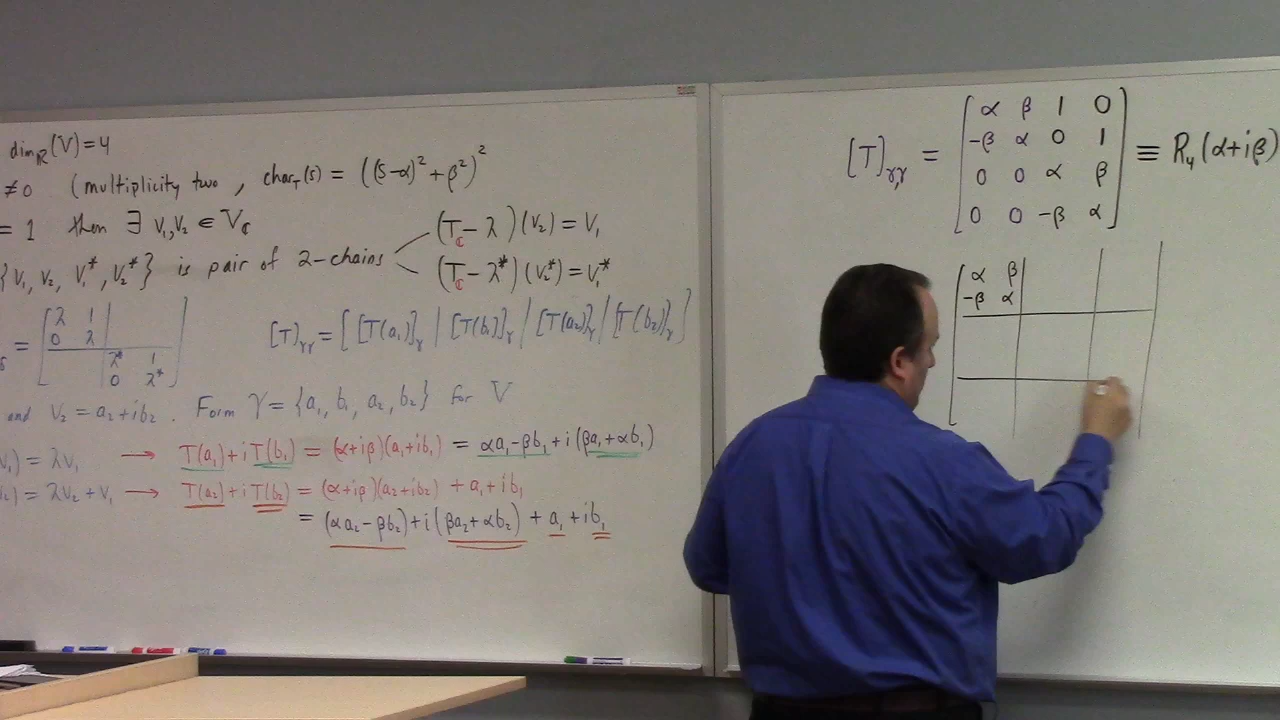 dim_ℝ(V)=4
≠0 (multiplicity two, char_T(s) = ((s-α)²+β²)²
= 1 then ∃ v₁,v₂ ∈ V_ℂ
(T_ℂ - λ)(v₂) = v₁
{v₁, v₂, v₁*, v₂*} is pair of 2-chains
(T_ℂ - λ*)(v₂*) = v₁*
= [ λ 1 |
0 λ |
λ* 1
0 λ* ]
[T]_γγ = [ [T(a₁)]_γ | [T(b₁)]_γ | [T(a₂)]_γ | [T(b₂)]_γ ]
and v₂ = a₂+ib₂. Form γ = {a₁, b₁, a₂, b₂} for V
v₁) = λv₁ → T(a₁)+iT(b₁) = (α+iβ)(a₁+ib₁) = αa₁-βb₁+i(βa₁+αb₁)
v₂) = λv₂+v₁ → T(a₂)+iT(b₂) = (α+iβ)(a₂+ib₂) + a₁+ib₁
= (αa₂-βb₂)+i(βa₂+αb₂) + a₁+ib₁
[T]_γ,γ = [ α β 1 0
-β α 0 1
0 0 α β
0 0 -β α ] ≡ R₄(α+iβ)
[ α β |
-β α |